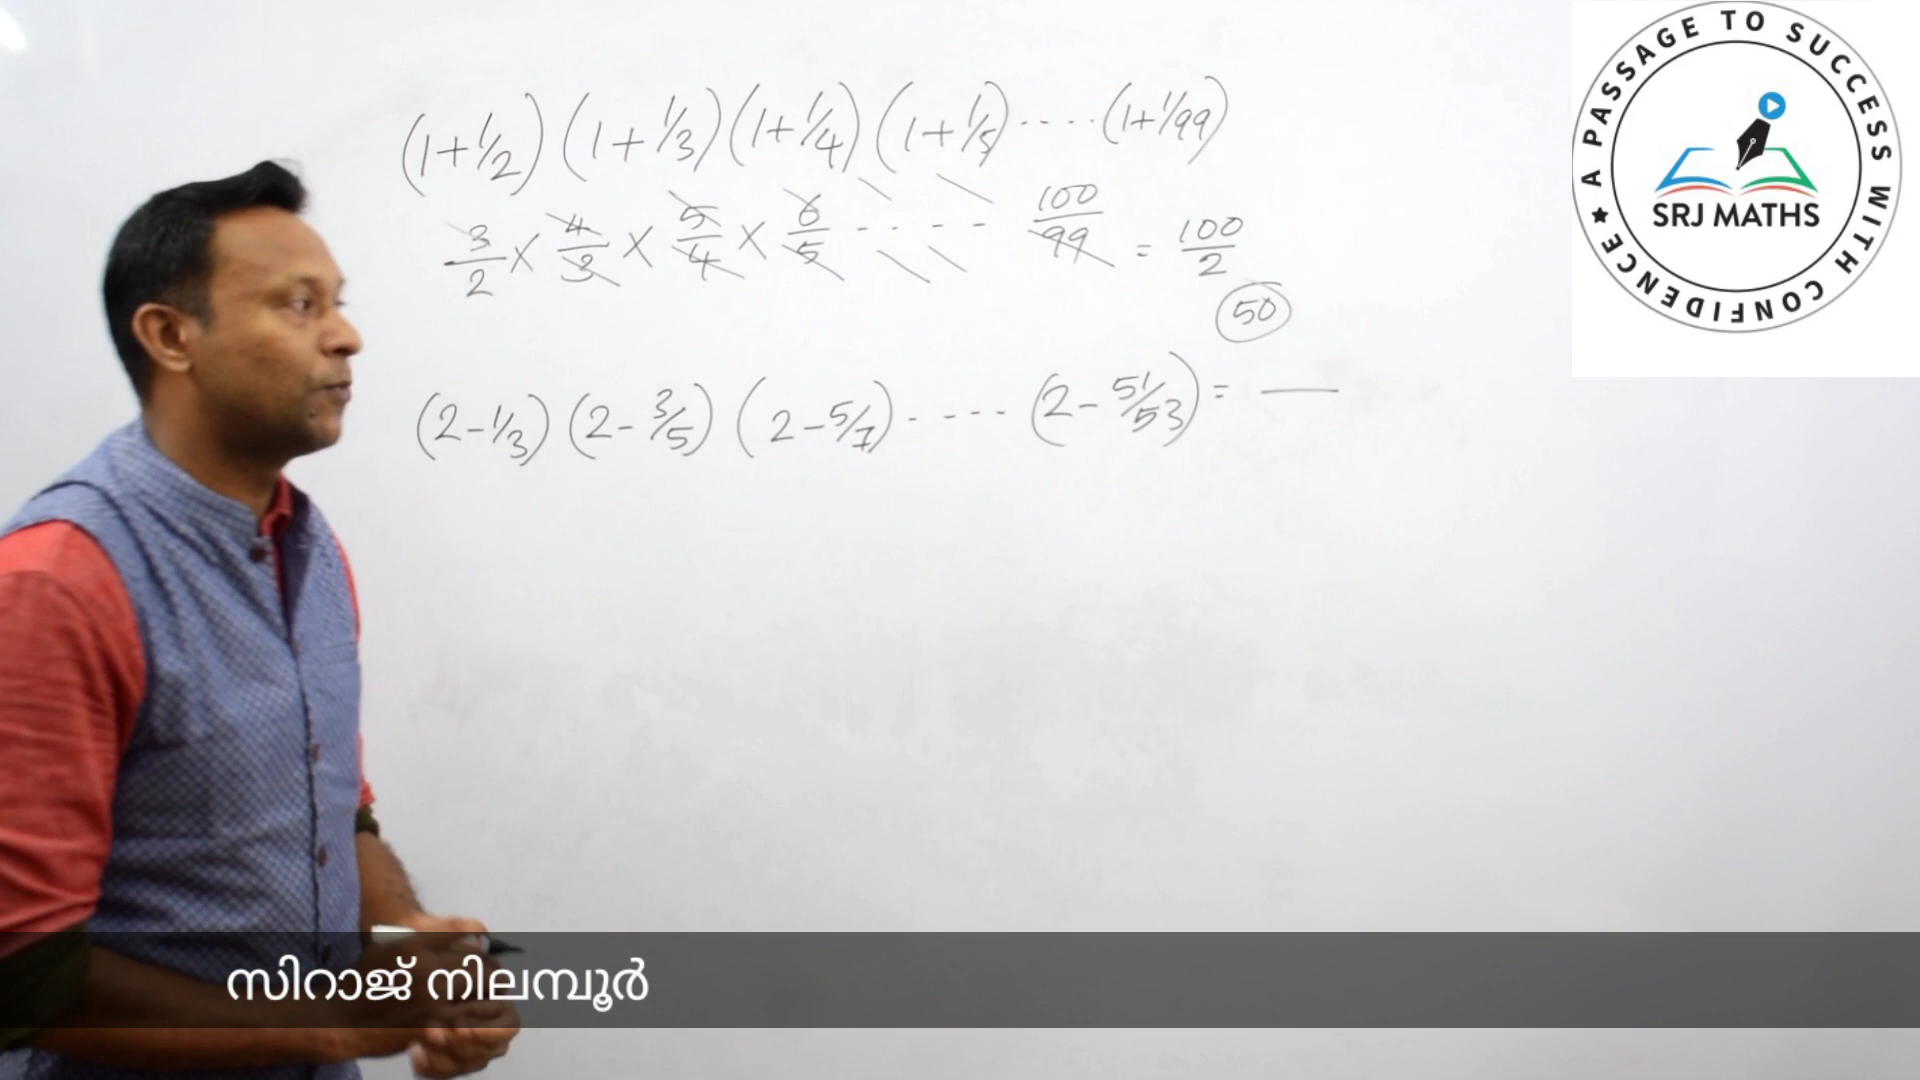 (1+1/2) (1+1/3) (1+1/4) (1+1/5) ---- (1+1/99)
3/2 × 4/3 × 5/4 × 6/5 - - - - 100/99 = 100/2
50
(2-1/3) (2-3/5) (2-5/7) ----- (2-51/53) = —
A PASSAGE TO SUCCESS WITH CONFIDENCE ★
SRJ MATHS
സിറാജ് നിലമ്പൂർ